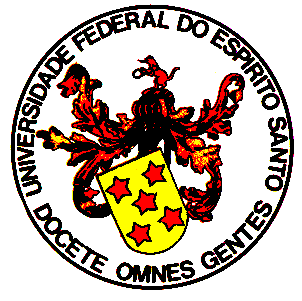 UNIVERSIDADE FEDERAL DO ESPIRITO SANTO
DOCETE OMNES GENTES